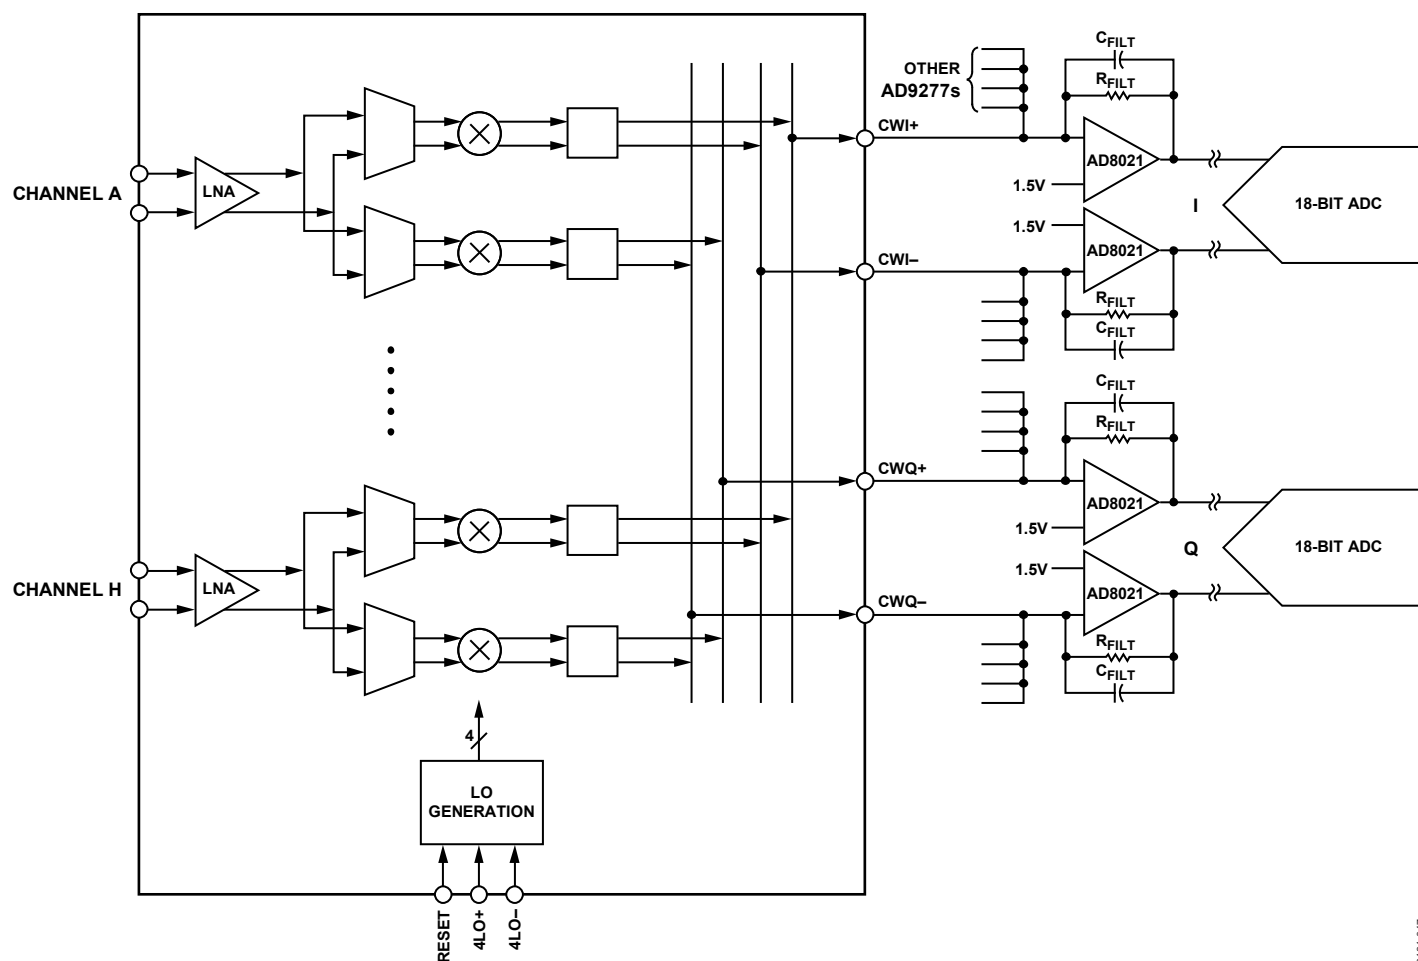 CHANNEL A
LNA
OTHER
AD9277s
CWI+
CFILT
RFILT
AD8021
1.5V
I
18-BIT ADC
1.5V
AD8021
CWI–
RFILT
CFILT
CFILT
RFILT
CWQ+
AD8021
1.5V
Q
18-BIT ADC
1.5V
AD8021
CWQ–
RFILT
CFILT
CHANNEL H
LNA
4
LO
GENERATION
RESET
4LO+
4LO–